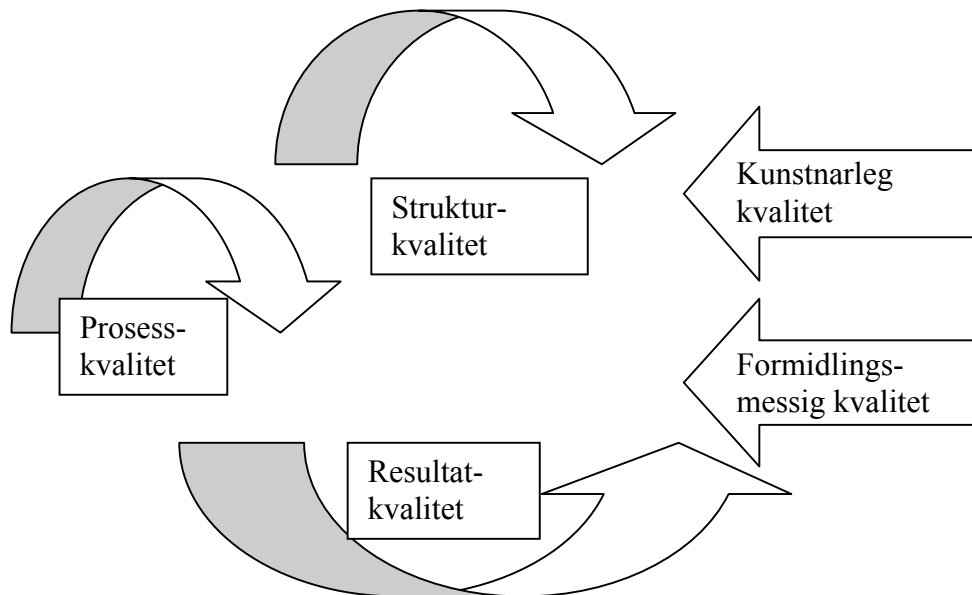 Struktur-
kvalitet
Kunstnarleg
kvalitet
Prosess-
kvalitet
Formidlings-
messig kvalitet
Resultat-
kvalitet